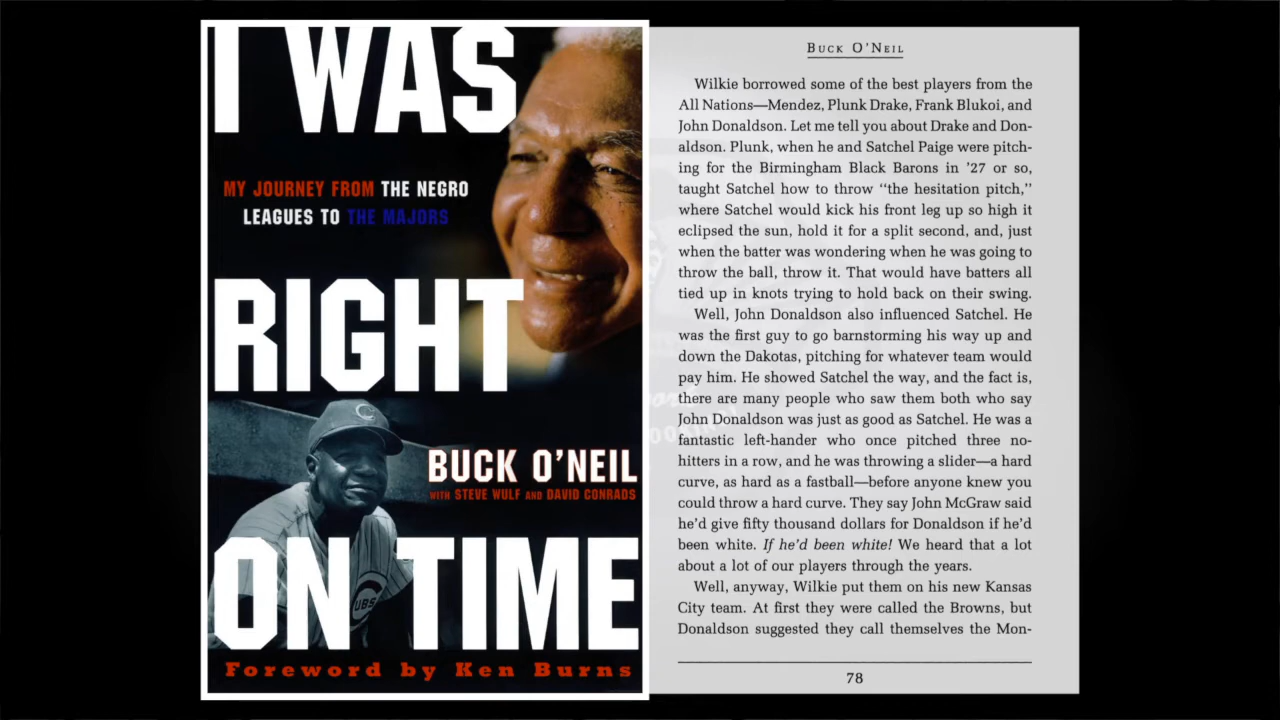 I WAS
MY JOURNEY FROM THE NEGRO
LEAGUES TO THE MAJORS
RIGHT
BUCK O'NEIL
WITH STEVE WULF AND DAVID CONRADS
ON TIME
Foreword by Ken Burns
C
UBS
BUCK O'NEIL
Wilkie borrowed some of the best players from the
All Nations—Mendez, Plunk Drake, Frank Blukoi, and
John Donaldson. Let me tell you about Drake and Don-
aldson. Plunk, when he and Satchel Paige were pitch-
ing for the Birmingham Black Barons in '27 or so,
taught Satchel how to throw "the hesitation pitch,"
where Satchel would kick his front leg up so high it
eclipsed the sun, hold it for a split second, and, just
when the batter was wondering when he was going to
throw the ball, throw it. That would have batters all
tied up in knots trying to hold back on their swing.
Well, John Donaldson also influenced Satchel. He
was the first guy to go barnstorming his way up and
down the Dakotas, pitching for whatever team would
pay him. He showed Satchel the way, and the fact is,
there are many people who saw them both who say
John Donaldson was just as good as Satchel. He was a
fantastic left-hander who once pitched three no-
hitters in a row, and he was throwing a slider—a hard
curve, as hard as a fastball—before anyone knew you
could throw a hard curve. They say John McGraw said
he'd give fifty thousand dollars for Donaldson if he'd
been white. If he'd been white! We heard that a lot
about a lot of our players through the years.
Well, anyway, Wilkie put them on his new Kansas
City team. At first they were called the Browns, but
Donaldson suggested they call themselves the Mon-
78